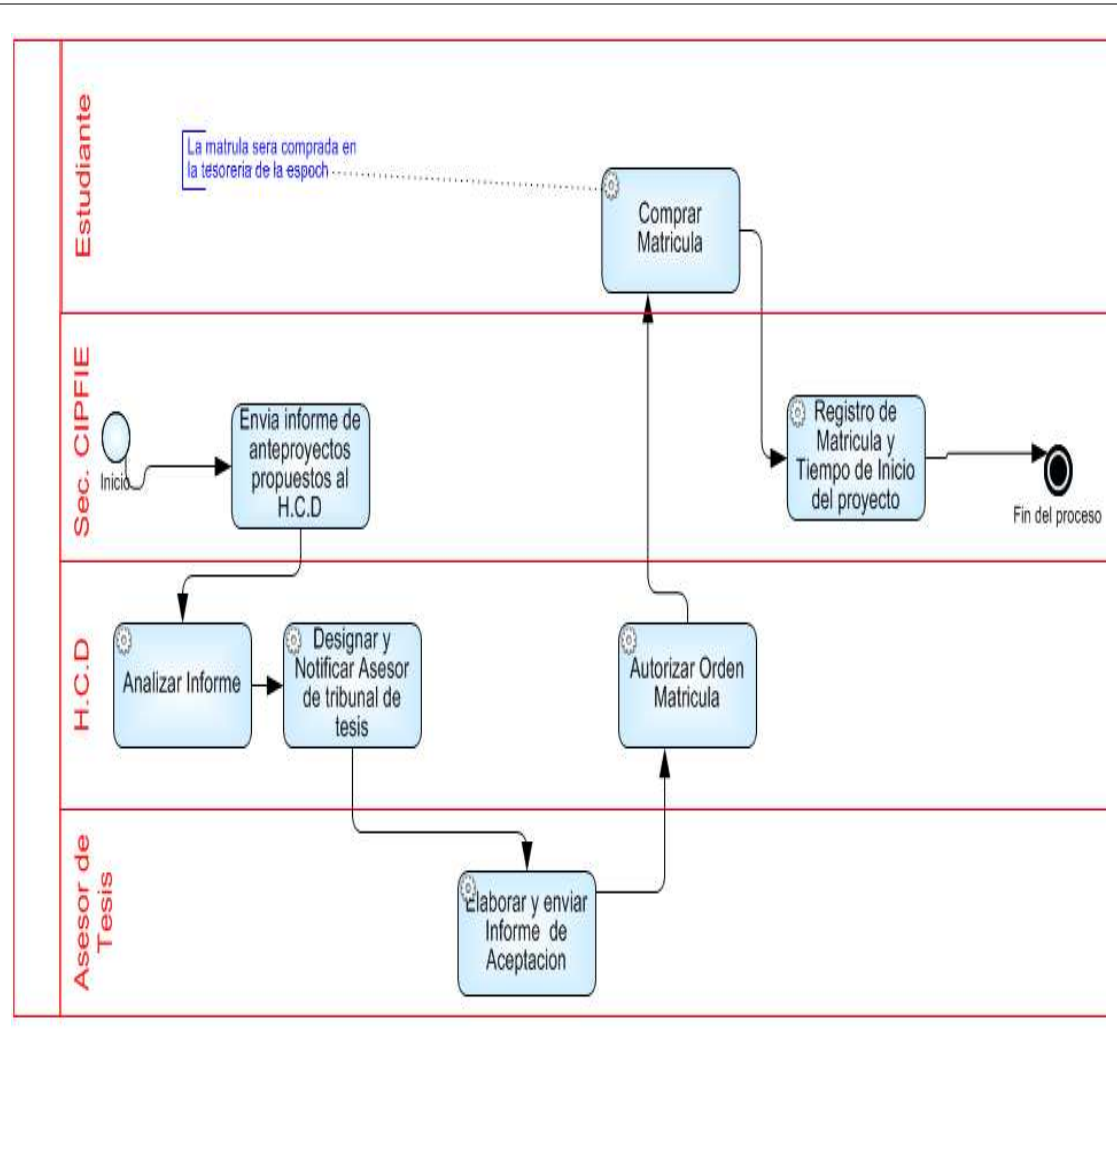 Estudiante
La matrula sera comprada en
la tesoreria de la espoch
Comprar
Matricula
Sec. CIPFIE
Inicio
Envia informe de
anteproyectos
propuestos al
H.C.D
Registro de
Matricula y
Tiempo de Inicio
del proyecto
Fin del proceso
H.C.D
Analizar Informe
Designar y
Notificar Asesor
de tribunal de
tesis
Autorizar Orden
Matricula
Asesor de
Tesis
Elaborar y enviar
Informe de
Aceptacion